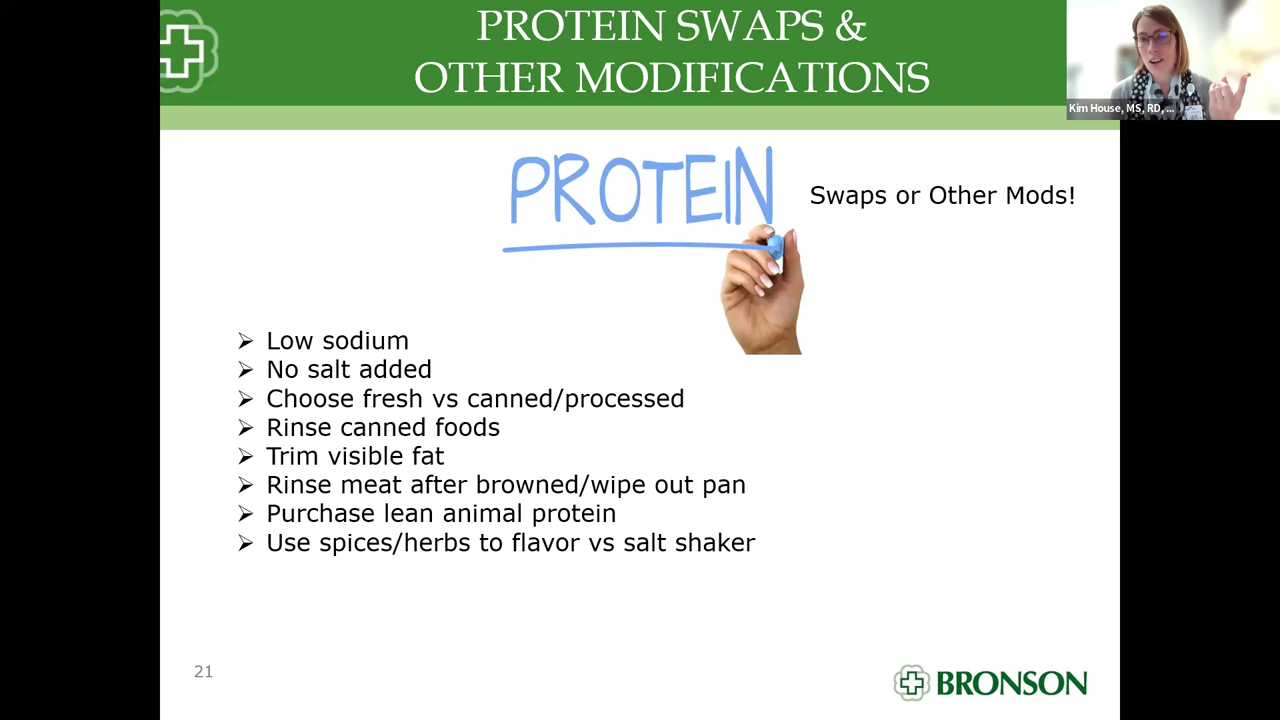 PROTEIN SWAPS &
OTHER MODIFICATIONS
Kim House, MS, RD, ...
PROTEIN
Swaps or Other Mods!
➢ Low sodium
➢ No salt added
➢ Choose fresh vs canned/processed
➢ Rinse canned foods
➢ Trim visible fat
➢ Rinse meat after browned/wipe out pan
➢ Purchase lean animal protein
➢ Use spices/herbs to flavor vs salt shaker
21
BRONSON